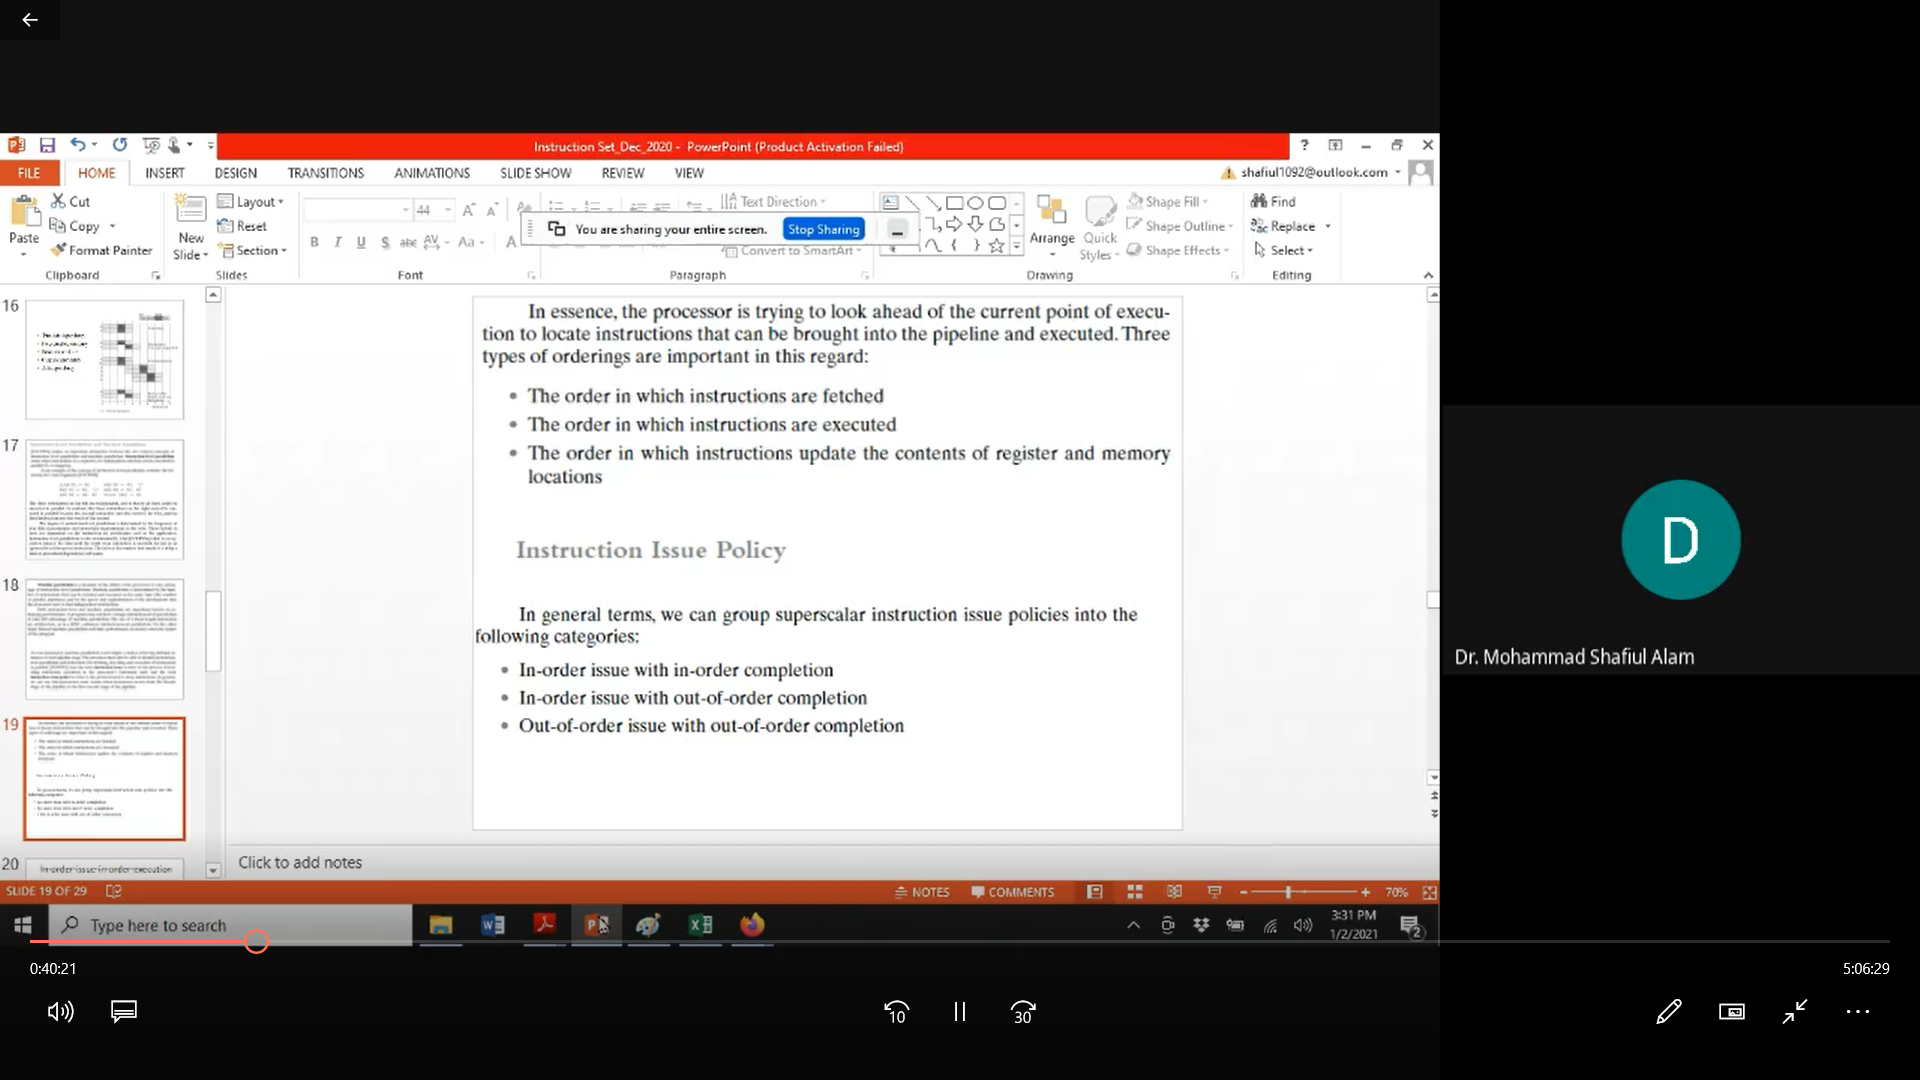 Instruction Set_Dec_2020 - PowerPoint (Product Activation Failed)
FILE HOME INSERT DESIGN TRANSITIONS ANIMATIONS SLIDE SHOW REVIEW VIEW
shafiul1092@outlook.com
Paste
Cut
Copy
Format Painter
Clipboard
New
Slide
Layout
Reset
Section
Slides
44
B I U S abc AV Aa A
Font
You are sharing your entire screen. Stop Sharing
Text Direction
Convert to SmartArt
Paragraph
Arrange
Quick
Styles
Shape Fill
Shape Outline
Shape Effects
Drawing
Find
Replace
Select
Editing
16
17
18
19
20
In-order-issue-in-order-execution
In essence, the processor is trying to look ahead of the current point of execu-
tion to locate instructions that can be brought into the pipeline and executed. Three
types of orderings are important in this regard:
• The order in which instructions are fetched
• The order in which instructions are executed
• The order in which instructions update the contents of register and memory
locations
Instruction Issue Policy
In general terms, we can group superscalar instruction issue policies into the
following categories:
• In-order issue with in-order completion
• In-order issue with out-of-order completion
• Out-of-order issue with out-of-order completion
Click to add notes
SLIDE 19 OF 29
NOTES
COMMENTS
70%
Type here to search
3:31 PM
1/2/2021
2
D
Dr. Mohammad Shafiul Alam
0:40:21
5:06:29
10
30